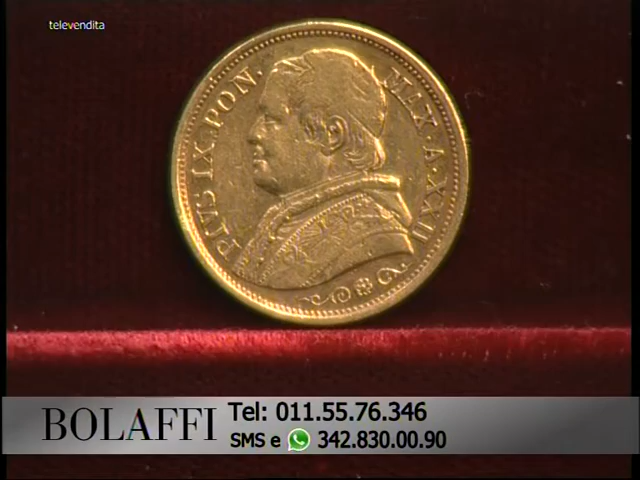 televendita
PIVS IX. PON. MAX. A. XXII
BOLAFFI
Tel: 011.55.76.346
SMS e 342.830.00.90